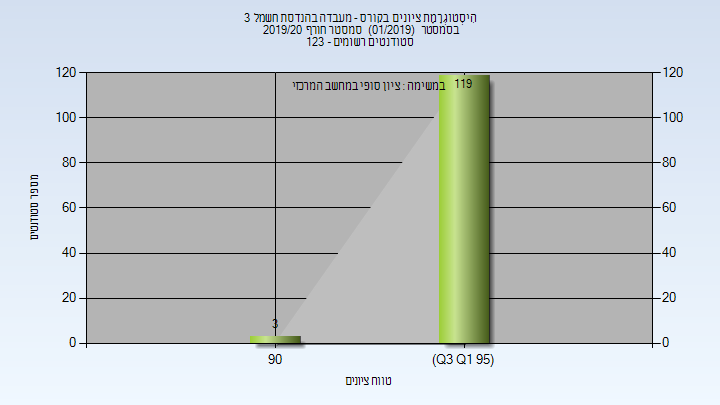 היסטוגרמת ציונים בקורס - מעבדה בהנדסת חשמל 3
בסמסטר (01/2019) סמסטר חורף 2019/20
סטודנטים רשומים - 123
במשימה : ציון סופי במחשב המרכזי
119
3
120
100
80
60
40
20
0
120
100
80
60
40
20
0
מספר סטודנטים
90
(Q3 Q1 95)
טווח ציונים